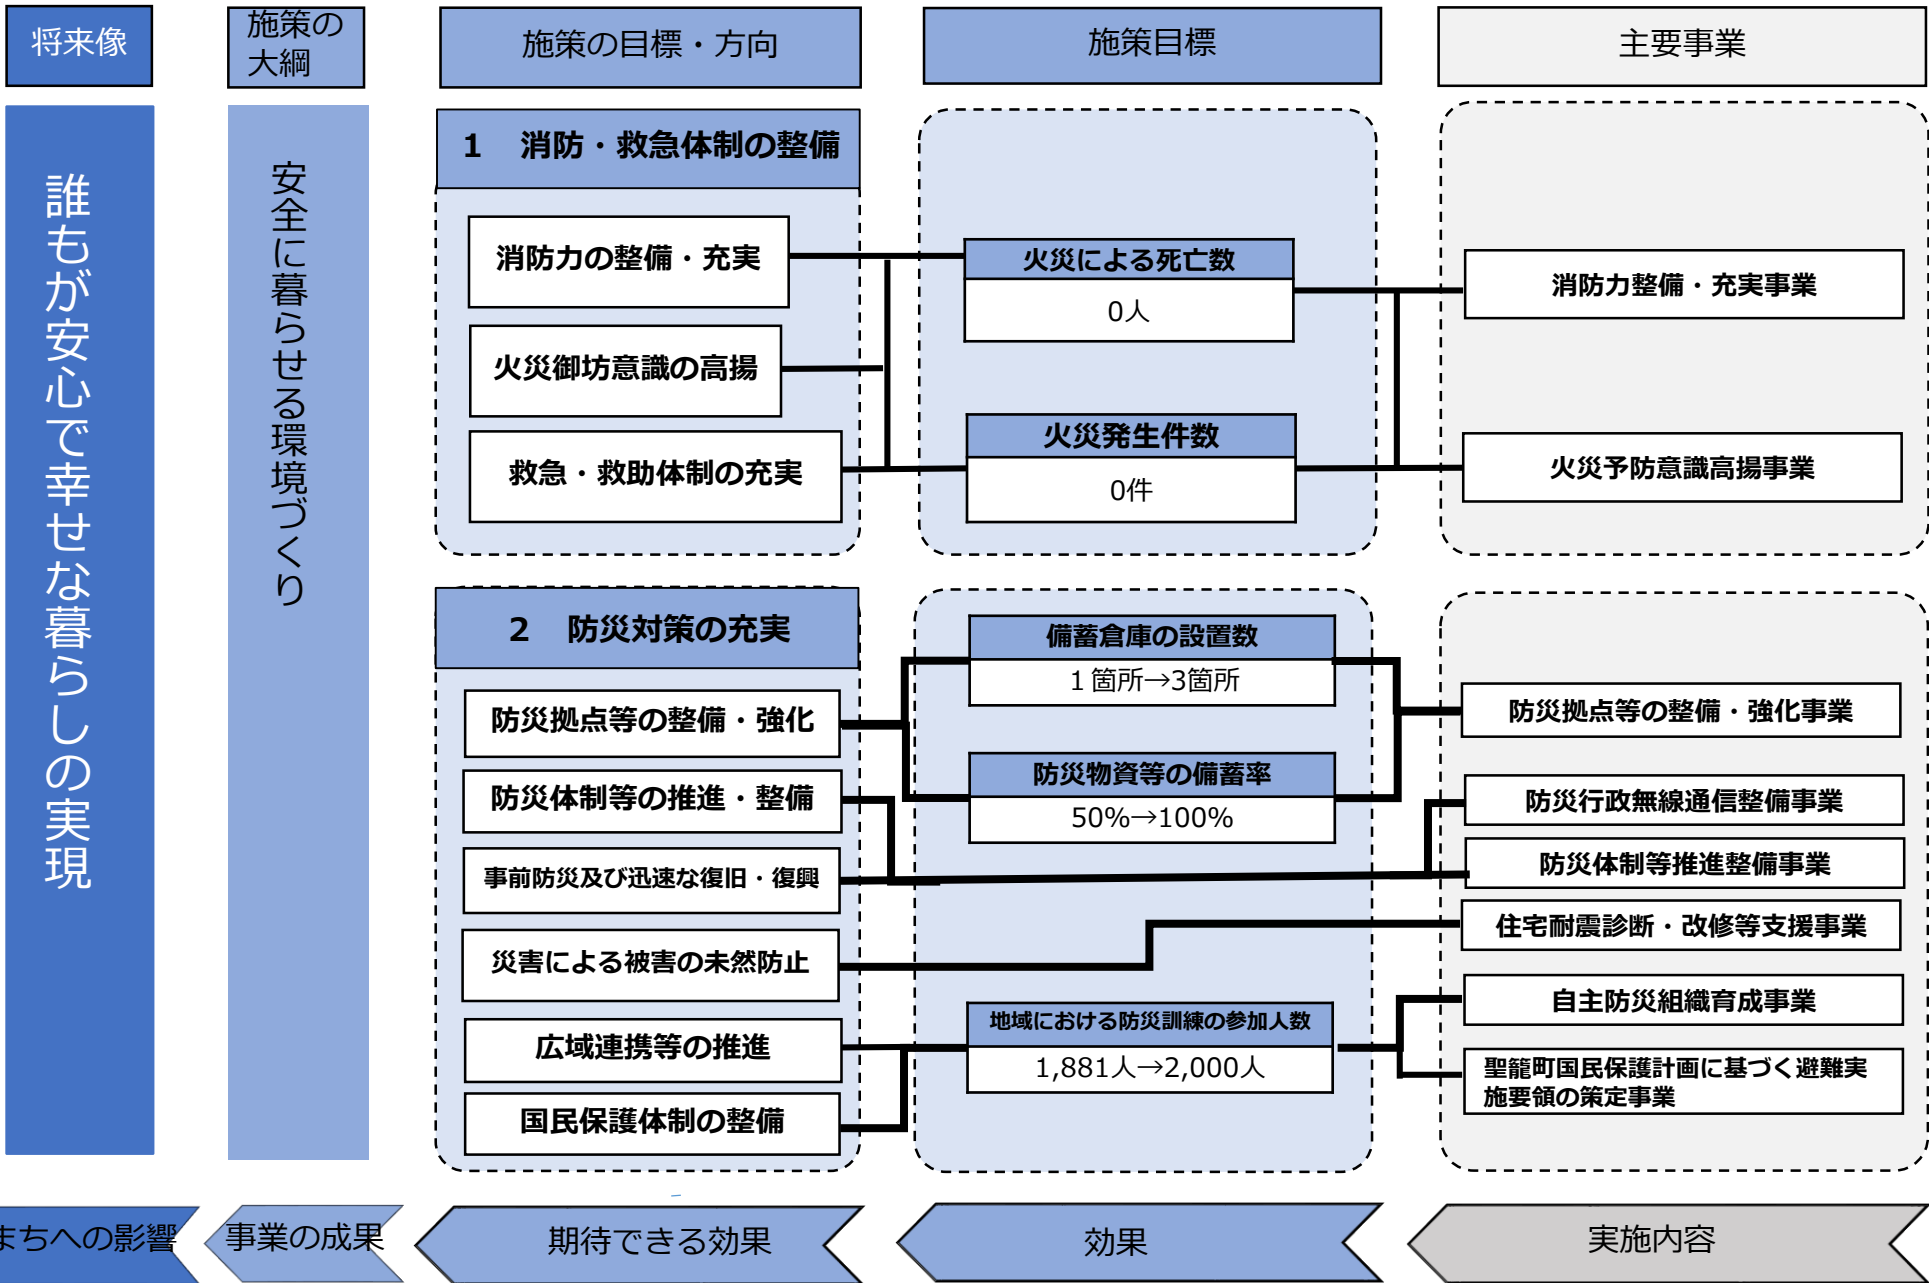 将来像
施策の
大綱
施策の目標・方向
施策目標
主要事業
誰もが安心で幸せな暮らしの実現
安全に暮らせる環境づくり
1　消防・救急体制の整備
消防力の整備・充実
火災御坊意識の高揚
救急・救助体制の充実
火災による死亡数
0人
火災発生件数
0件
消防力整備・充実事業
火災予防意識高揚事業
2　防災対策の充実
防災拠点等の整備・強化
防災体制等の推進・整備
事前防災及び迅速な復旧・復興
災害による被害の未然防止
広域連携等の推進
国民保護体制の整備
備蓄倉庫の設置数
１箇所→3箇所
防災物資等の備蓄率
50%→100%
地域における防災訓練の参加人数
1,881人→2,000人
防災拠点等の整備・強化事業
防災行政無線通信整備事業
防災体制等推進整備事業
住宅耐震診断・改修等支援事業
自主防災組織育成事業
聖籠町国民保護計画に基づく避難実
施要領の策定事業
まちへの影響
事業の成果
期待できる効果
効果
実施内容